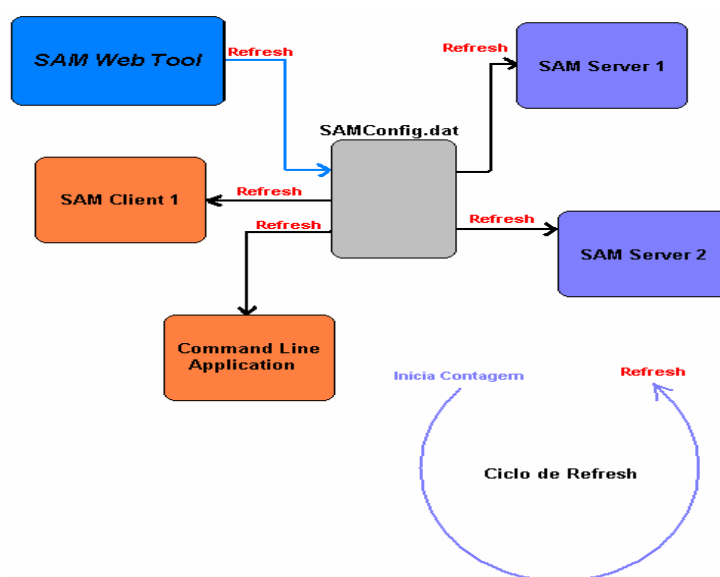 SAM Web Tool
Refresh
Refresh
SAM Server 1
SAMConfig.dat
SAM Client 1
Refresh
Refresh
Refresh
SAM Server 2
Command Line
Application
Inicia Contagem
Refresh
Ciclo de Refresh